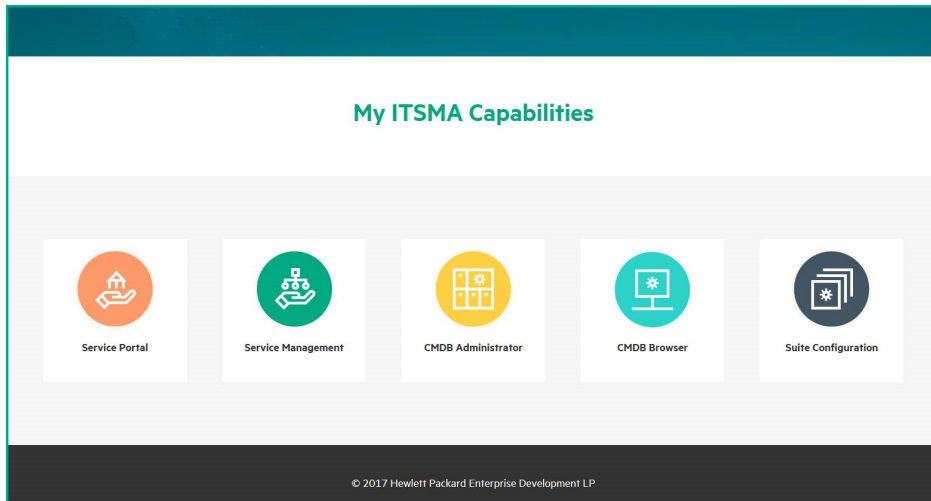 My ITSMA Capabilities
Service Portal
Service Management
CMDB Administrator
CMDB Browser
Suite Configuration
© 2017 Hewlett Packard Enterprise Development LP